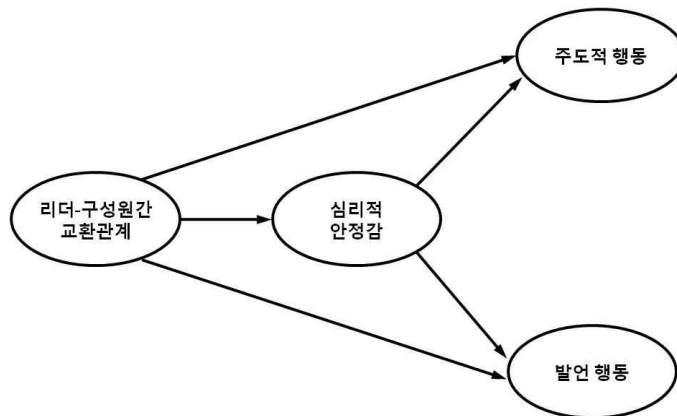 주도적 행동
리더-구성원간
교환관계
심리적
안정감
발언 행동